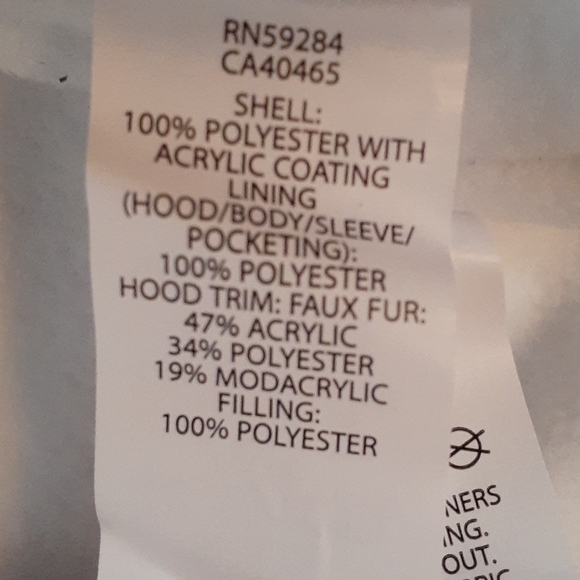 RN59284
CA40465
SHELL:
100% POLYESTER WITH
ACRYLIC COATING
LINING
(HOOD/BODY/SLEEVE/
POCKETING):
100% POLYESTER
HOOD TRIM: FAUX FUR:
47% ACRYLIC
34% POLYESTER
19% MODACRYLIC
FILLING:
100% POLYESTER
OUT.